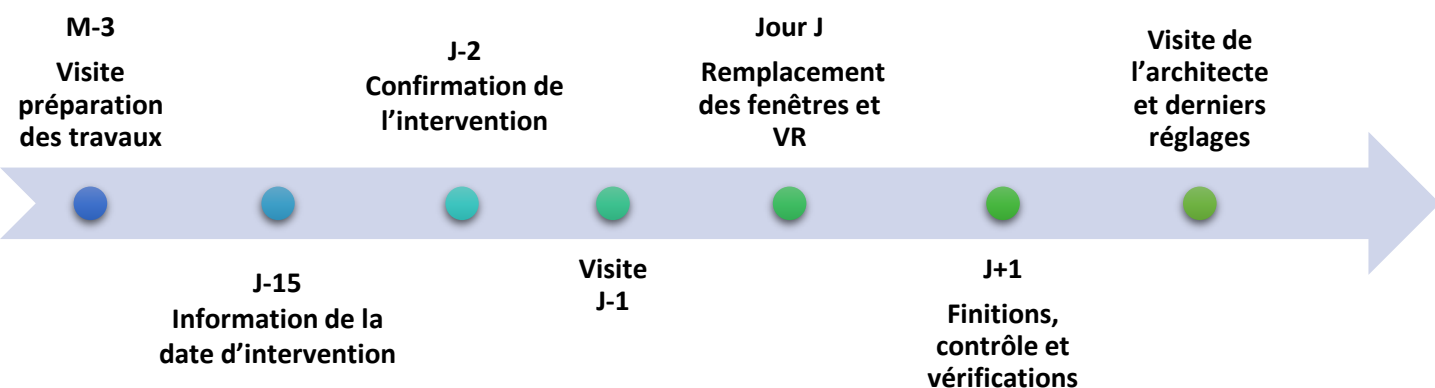 M-3
Visite
préparation
des travaux
J-15
Information de la
date d’intervention
J-2
Confirmation de
l’intervention
Visite
J-1
Jour J
Remplacement
des fenêtres et
VR
J+1
Finitions,
contrôle et
vérifications
Visite de
l’architecte
et derniers
réglages